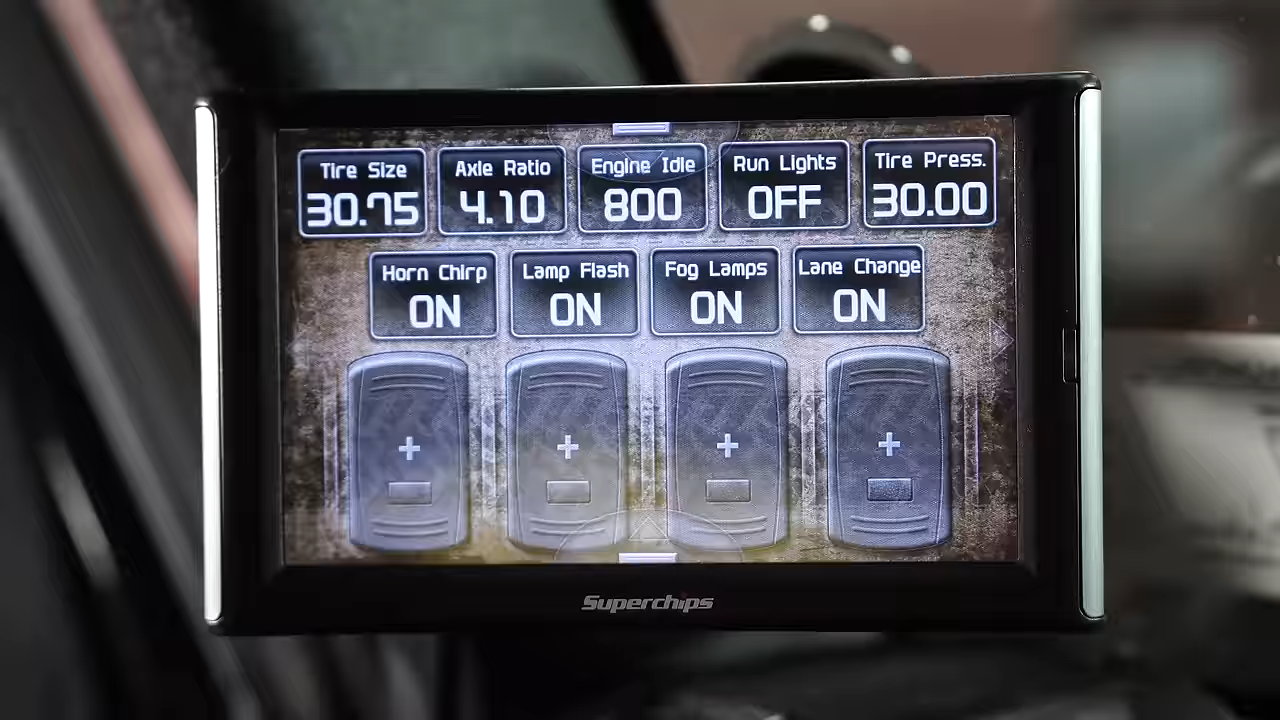 Tire Size
30.75
Axle Ratio
4.10
Engine Idle
800
Run Lights
OFF
Tire Press.
30.00
Horn Chirp
ON
Lamp Flash
ON
Fog Lamps
ON
Lane Change
ON
+
+
+
+
Superchips